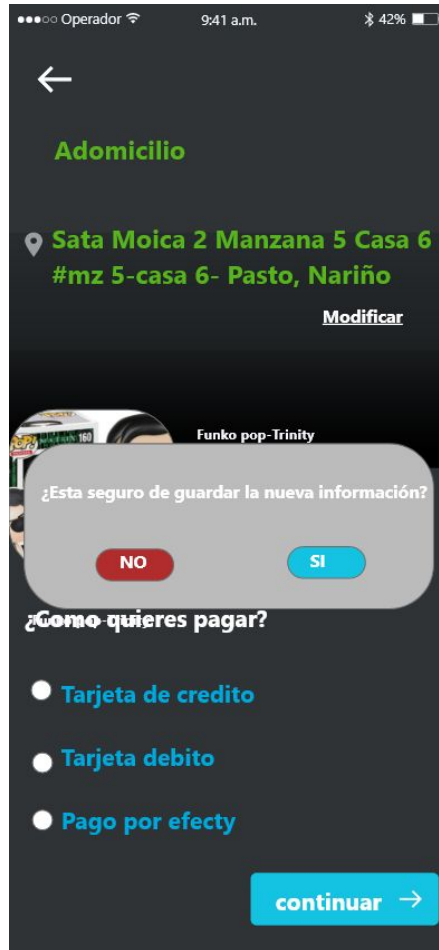 Operador 9:41 a.m. 42%
Adomicilio
Sata Moica 2 Manzana 5 Casa 6
#mz 5-casa 6- Pasto, Nariño
Modificar
POP! 160
Funko pop-Trinity
¿Esta seguro de guardar la nueva información?
NO SI
¿Como quieres pagar?
Tarjeta de credito
Tarjeta debito
Pago por efecty
continuar